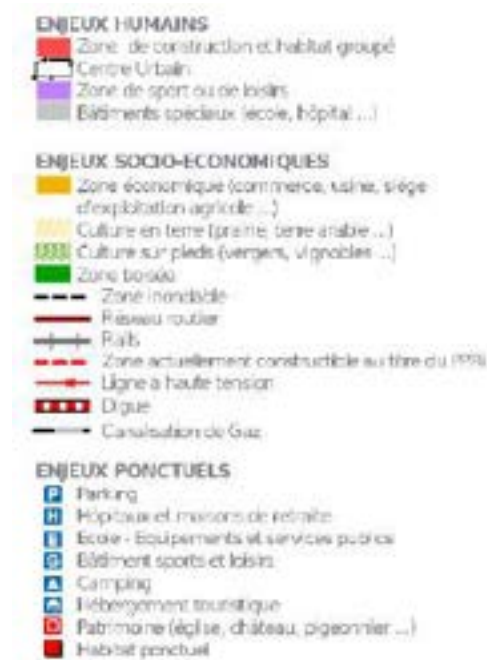 ENJEUX HUMAINS
Zone de construction et habitat groupé
Centre Urbain
Zone de sport ou de loisirs
Bâtiments spéciaux (école, hôpital ...)
ENJEUX SOCIO-ECONOMIQUES
Zone économique (commerce, usine, siège
d'exploitation agricole ...)
Culture en terre (prairie, terre arable ...)
Culture sur pieds (vergers, vignobles ...)
Zone boisée
Zone inondable
Réseau routier
Rails
Zone actuellement constructible au titre du PPRi
Ligne à haute tension
Digue
Canalisation de Gaz
ENJEUX PONCTUELS
P Parking
H Hôpitaux et maisons de retraite
Ecole - Equipements et services publics
Bâtiment sports et loisirs
Camping
Hébergement touristique
Patrimoine (église, château, pigeonnier ...)
Habitat ponctuel